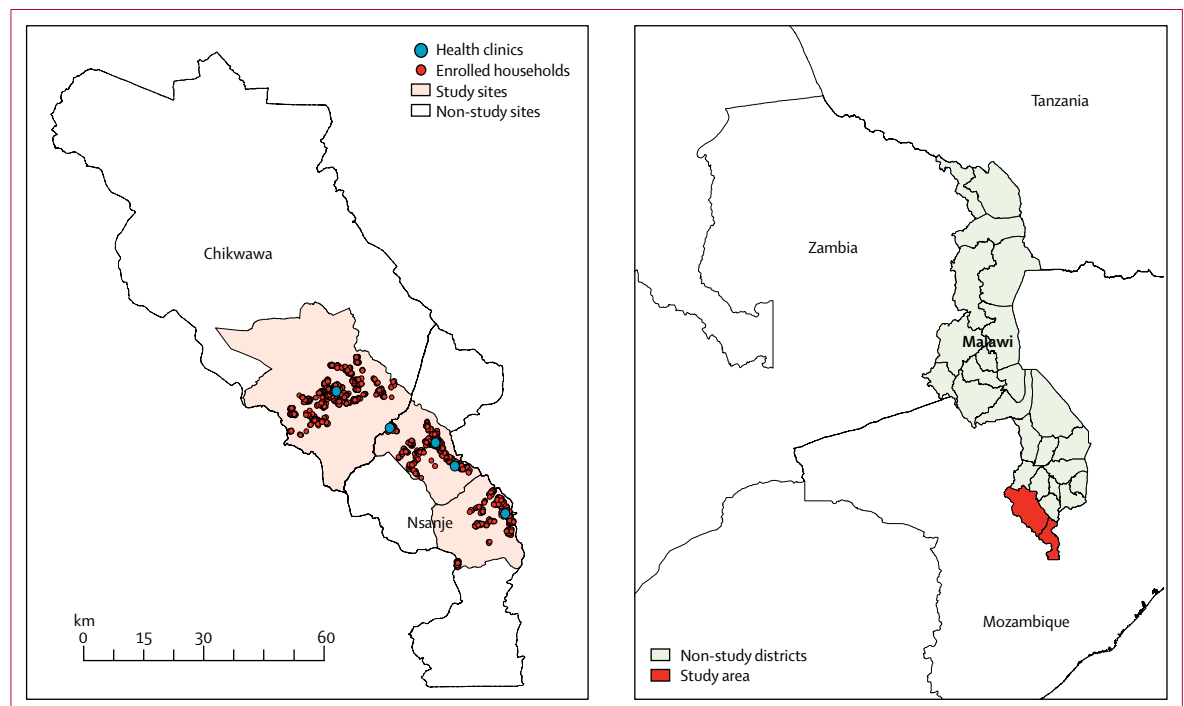 Health clinics
Enrolled households
Study sites
Non-study sites
Chikwawa
Nsanje
km
0 15 30 60
Tanzania
Zambia
Malawi
Mozambique
Non-study districts
Study area